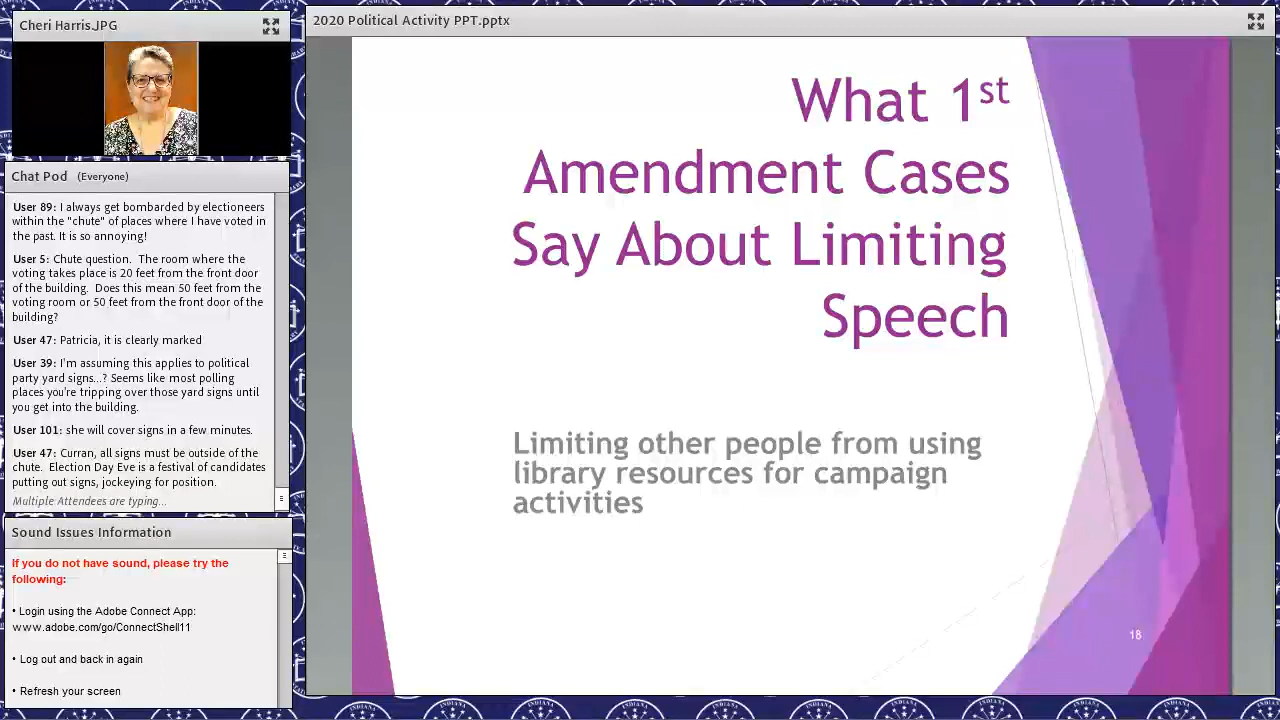 Cheri Harris.JPG
Chat Pod (Everyone)
User 89: I always get bombarded by electioneers
within the "chute" of places where I have voted in
the past. It is so annoying!
User 5: Chute question. The room where the
voting takes place is 20 feet from the front door
of the building. Does this mean 50 feet from the
voting room or 50 feet from the front door of the
building?
User 47: Patricia, it is clearly marked
User 39: I'm assuming this applies to political
party yard signs...? Seems like most polling
places you're tripping over those yard signs until
you get into the building.
User 101: she will cover signs in a few minutes.
User 47: Curran, all signs must be outside of the
chute. Election Day Eve is a festival of candidates
putting out signs, jockeying for position.
Multiple Attendees are typing...
Sound Issues Information
If you do not have sound, please try the
following:
• Login using the Adobe Connect App:
www.adobe.com/go/ConnectShell11
• Log out and back in again
• Refresh your screen
2020 Political Activity PPT.pptx
What 1st
Amendment Cases
Say About Limiting
Speech
Limiting other people from using
library resources for campaign
activities
18